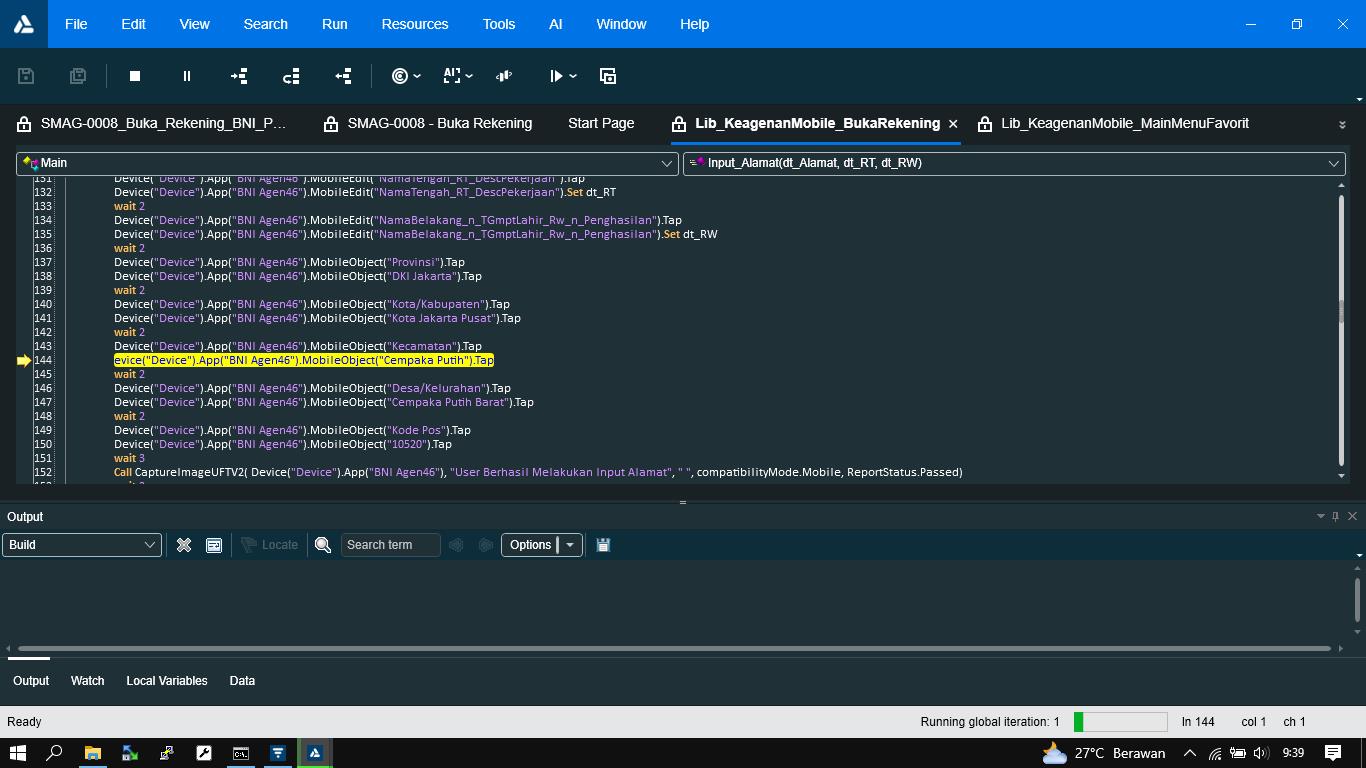 File Edit View Search Run Resources Tools AI Window Help
SMAG-0008_Buka_Rekening_BNI_P... SMAG-0008 - Buka Rekening Start Page Lib_KeagenanMobile_BukaRekening Lib_KeagenanMobile_MainMenuFavorit
Main Input_Alamat(dt_Alamat, dt_RT, dt_RW)
131 Device("Device").App("BNI Agen46").MobileEdit("NamaTengah_RT_DescPekerjaan").Tap
132 Device("Device").App("BNI Agen46").MobileEdit("NamaTengah_RT_DescPekerjaan").Set dt_RT
133 wait 2
134 Device("Device").App("BNI Agen46").MobileEdit("NamaBelakang_n_TGmptLahir_Rw_n_Penghasilan").Tap
135 Device("Device").App("BNI Agen46").MobileEdit("NamaBelakang_n_TGmptLahir_Rw_n_Penghasilan").Set dt_RW
136 wait 2
137 Device("Device").App("BNI Agen46").MobileObject("Provinsi").Tap
138 Device("Device").App("BNI Agen46").MobileObject("DKI Jakarta").Tap
139 wait 2
140 Device("Device").App("BNI Agen46").MobileObject("Kota/Kabupaten").Tap
141 Device("Device").App("BNI Agen46").MobileObject("Kota Jakarta Pusat").Tap
142 wait 2
143 Device("Device").App("BNI Agen46").MobileObject("Kecamatan").Tap
144 evice("Device").App("BNI Agen46").MobileObject("Cempaka Putih").Tap
145 wait 2
146 Device("Device").App("BNI Agen46").MobileObject("Desa/Kelurahan").Tap
147 Device("Device").App("BNI Agen46").MobileObject("Cempaka Putih Barat").Tap
148 wait 2
149 Device("Device").App("BNI Agen46").MobileObject("Kode Pos").Tap
150 Device("Device").App("BNI Agen46").MobileObject("10520").Tap
151 wait 3
152 Call CaptureImageUFTV2( Device("Device").App("BNI Agen46"), "User Berhasil Melakukan Input Alamat", " ", compatibilityMode.Mobile, ReportStatus.Passed)
Output
Build Locate Search term Options
Output Watch Local Variables Data
Ready Running global iteration: 1 ln 144 col 1 ch 1
27°C Berawan 9:39